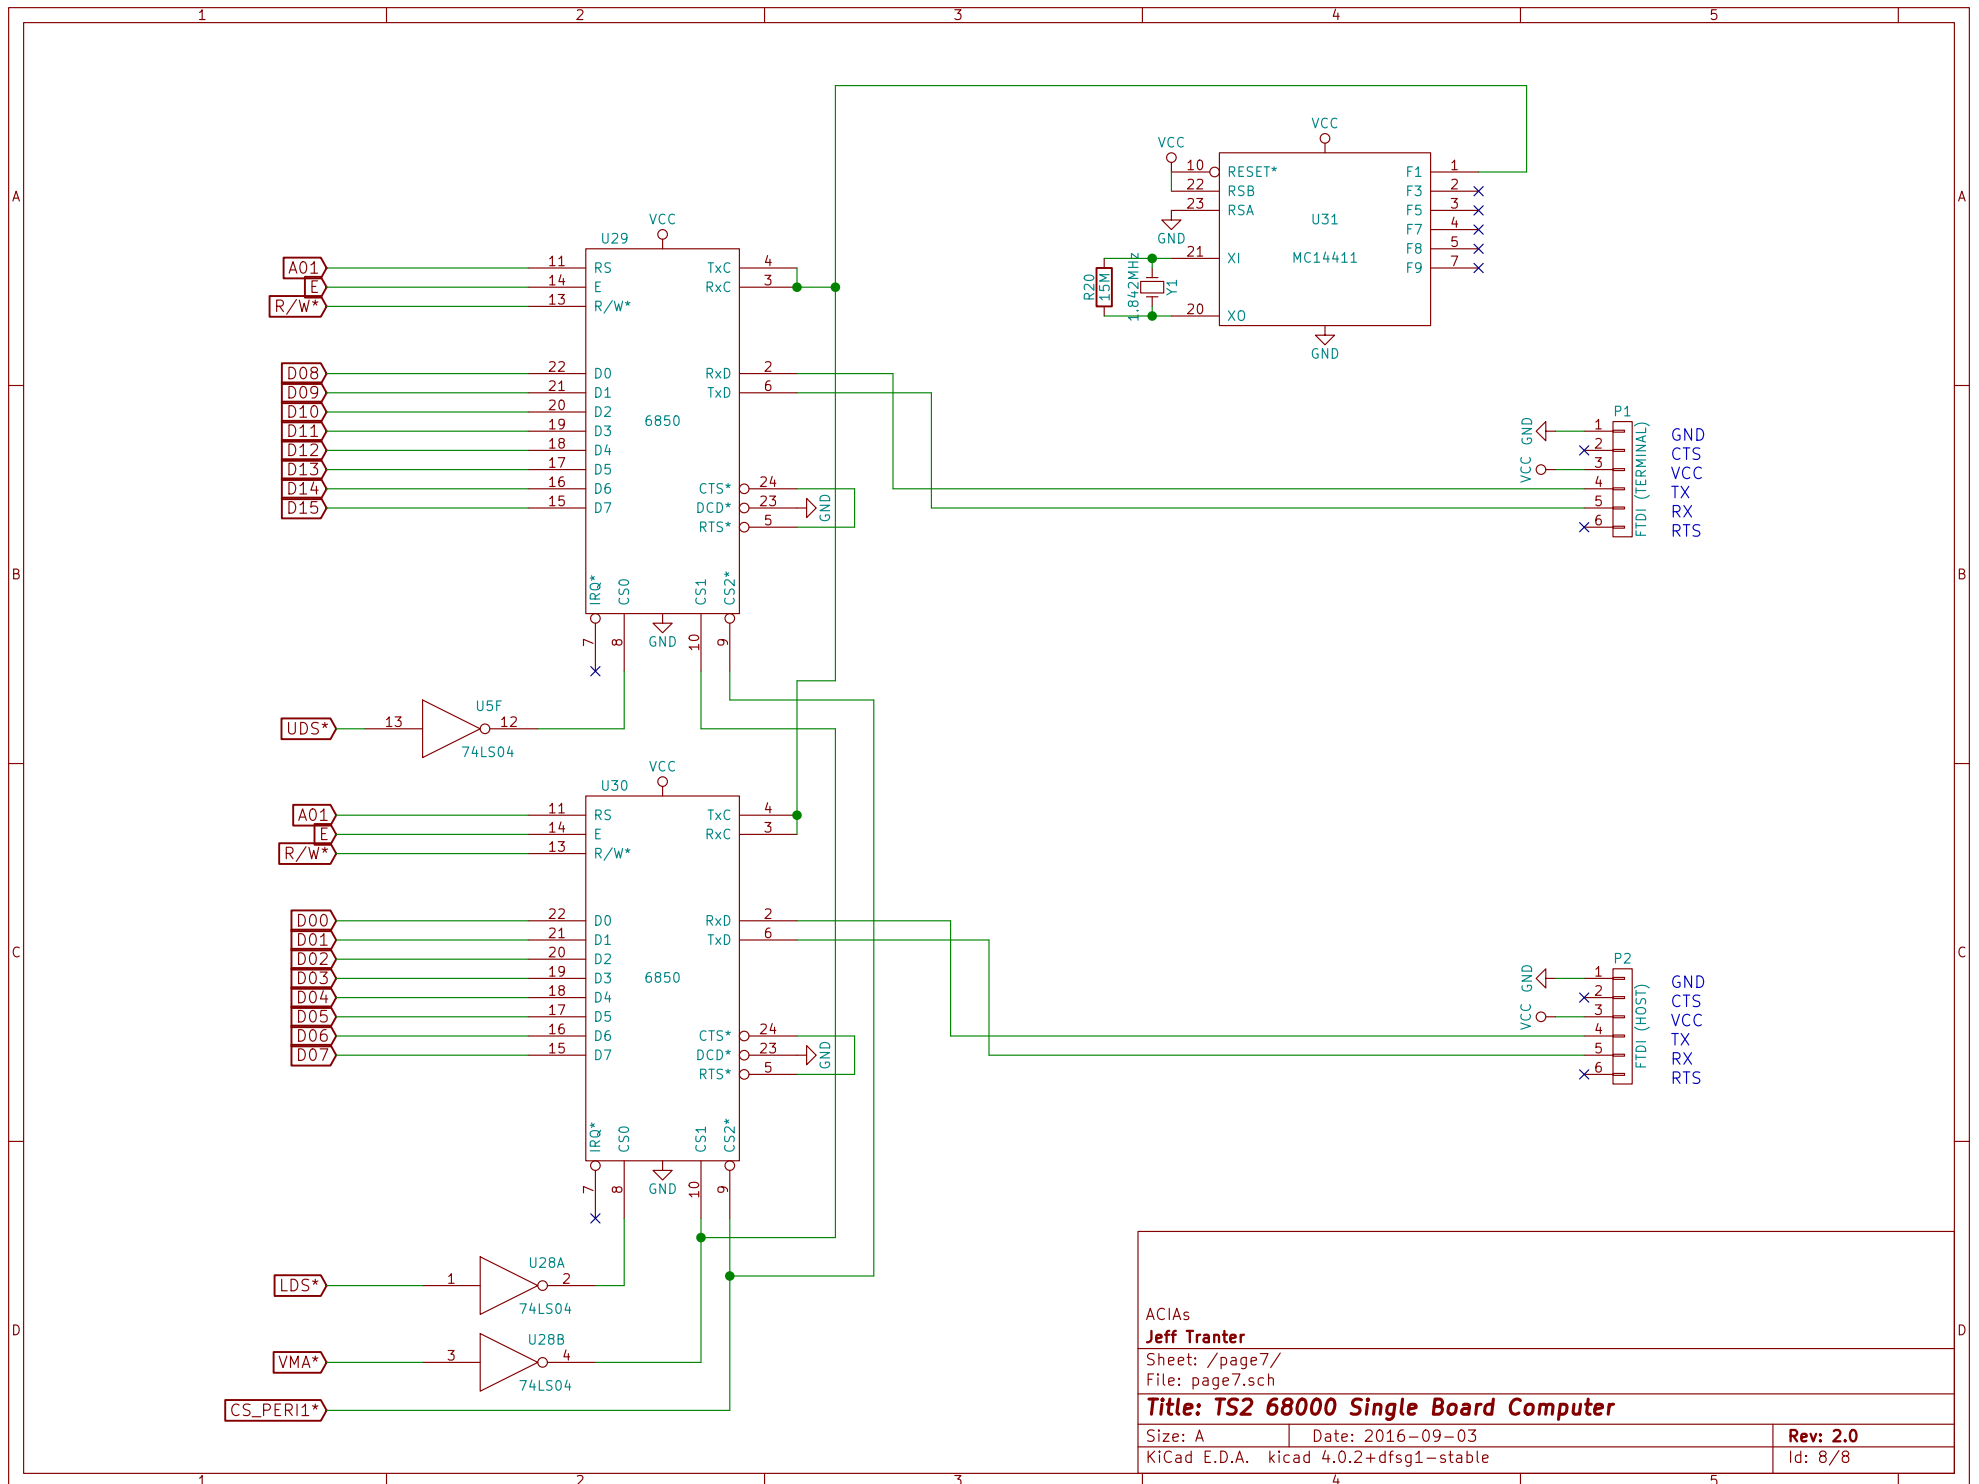 1 2 3 4 5
A
B
C
D
A
B
C
D
VCC
U29
A01 11 RS
E 14 E
R/W* 13 R/W*
TxC 4
RxC 3
D08 22 D0
D09 21 D1
D10 20 D2
D11 19 D3
D12 18 D4
D13 17 D5
D14 16 D6
D15 15 D7
6850
RxD 2
TxD 6
CTS* 24
DCD* 23 GND
RTS* 5
IRQ* CS0 CS1 CS2*
7 8 GND 10 9
UDS* 13 U5F 12
74LS04
VCC
U30
A01 11 RS
E 14 E
R/W* 13 R/W*
TxC 4
RxC 3
D00 22 D0
D01 21 D1
D02 20 D2
D03 19 D3
D04 18 D4
D05 17 D5
D06 16 D6
D07 15 D7
6850
RxD 2
TxD 6
CTS* 24
DCD* 23 GND
RTS* 5
IRQ* CS0 CS1 CS2*
7 8 GND 10 9
LDS* 1 U28A 2
74LS04
VMA* 3 U28B 4
74LS04
CS_PERI1*
VCC
VCC
10 RESET*
22 RSB
23 RSA
GND
21 XI
20 XO
U31
MC14411
F1 1
F3 2
F5 3
F7 4
F8 5
F9 7
GND
R20
15M
1.842MHz
Y1
P1
GND 1 GND
2 CTS
VCC 3 VCC
4 TX
5 RX
6 RTS
FTDI (TERMINAL)
P2
GND 1 GND
2 CTS
VCC 3 VCC
4 TX
5 RX
6 RTS
FTDI (HOST)
ACIAs
Jeff Tranter
Sheet: /page7/
File: page7.sch
Title: TS2 68000 Single Board Computer
Size: A Date: 2016-09-03 Rev: 2.0
KiCad E.D.A. kicad 4.0.2+dfsg1-stable Id: 8/8
1 2 3 4 5